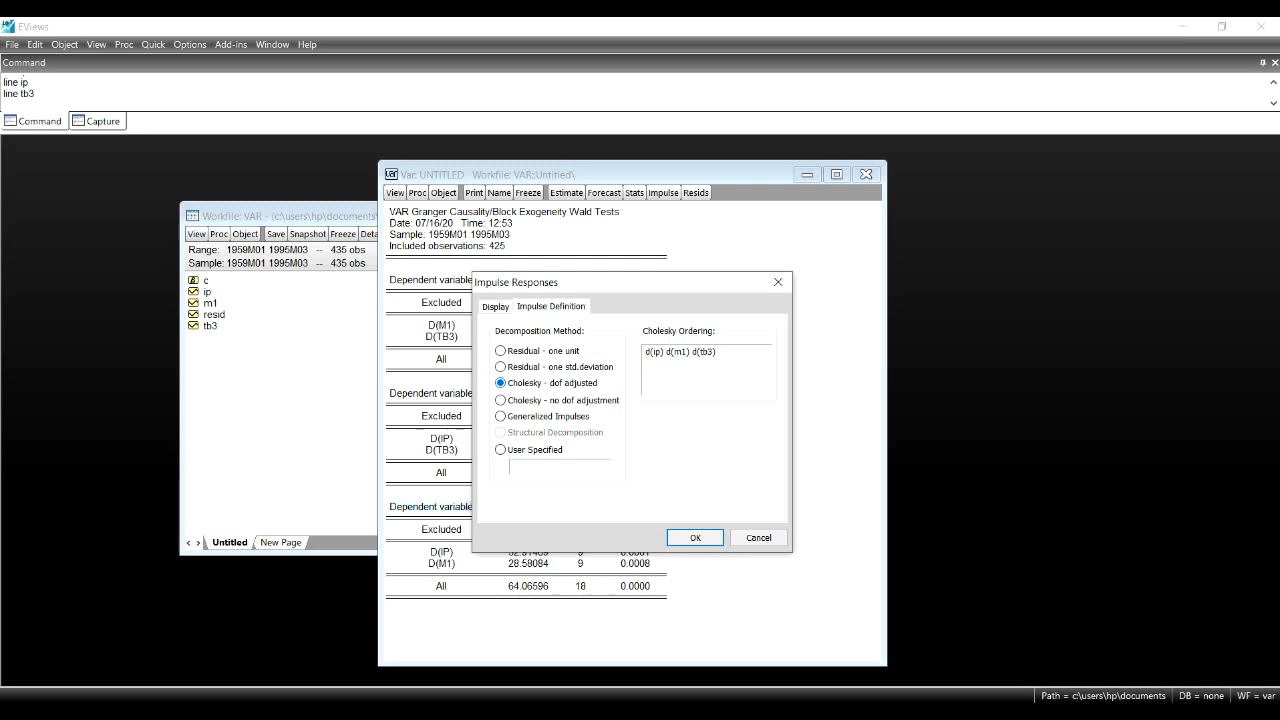 EViews
File Edit Object View Proc Quick Options Add-ins Window Help
Command
line ip
line tb3
Command Capture
Var: UNTITLED Workfile: VAR::Untitled\
View Proc Object Print Name Freeze Estimate Forecast Stats Impulse Resids
VAR Granger Causality/Block Exogeneity Wald Tests
Date: 07/16/20 Time: 12:53
Sample: 1959M01 1995M03
Included observations: 425
Workfile: VAR - (c:\users\hp\documents\
View Proc Object Save Snapshot Freeze Deta
Range: 1959M01 1995M03 -- 435 obs
Sample: 1959M01 1995M03 -- 435 obs
c
ip
m1
resid
tb3
Untitled New Page
Dependent variable
Excluded
D(M1)
D(TB3)
All
Dependent variable
Excluded
D(IP)
D(TB3)
All
Dependent variable
Excluded
D(IP)
D(M1) 28.58084 9 0.0008
All 64.06596 18 0.0000
Impulse Responses
Display Impulse Definition
Decomposition Method:
Residual - one unit
Residual - one std.deviation
Cholesky - dof adjusted
Cholesky - no dof adjustment
Generalized Impulses
Structural Decomposition
User Specified
Cholesky Ordering:
d(ip) d(m1) d(tb3)
OK Cancel
Path = c:\users\hp\documents DB = none WF = var